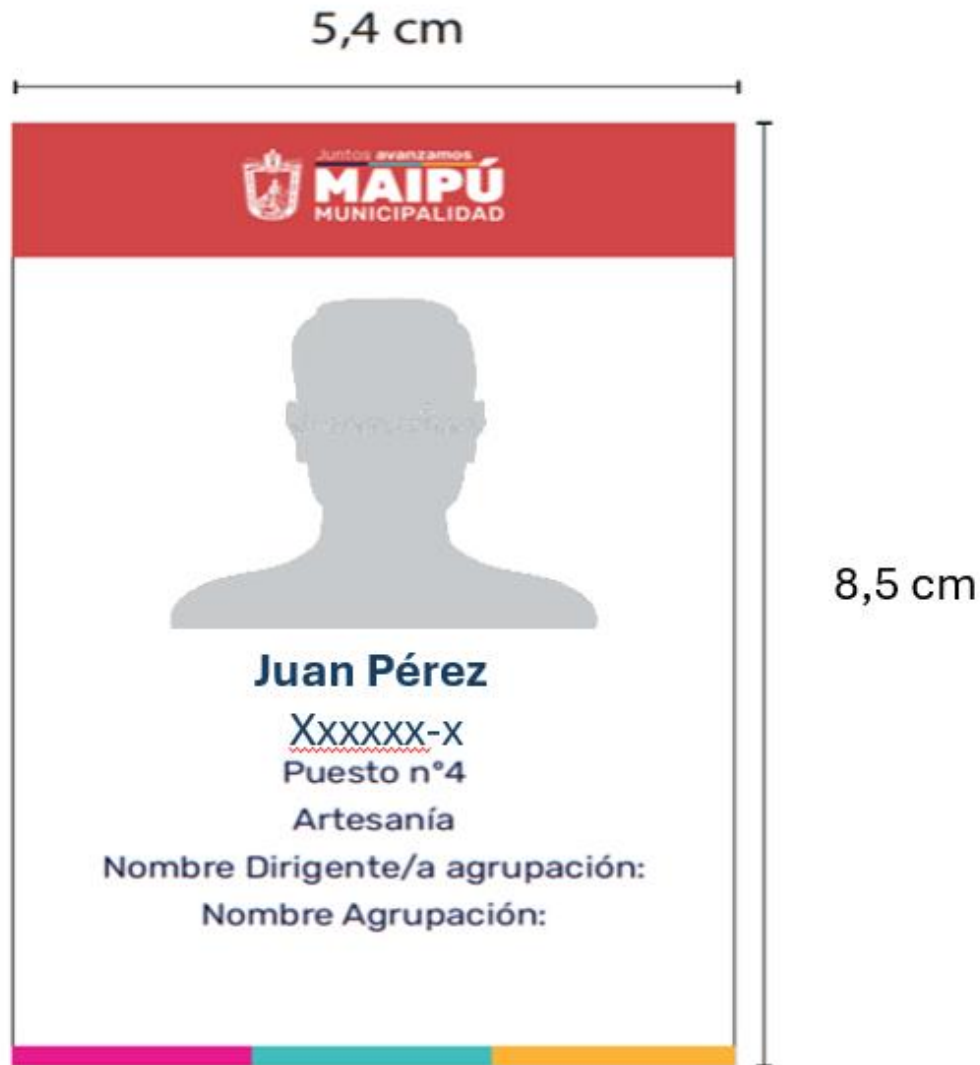 5,4 cm
Juntos avanzamos
MAIPÚ
MUNICIPALIDAD
8,5 cm
Juan Pérez
Xxxxxxx-x
Puesto n°4
Artesanía
Nombre Dirigente/a agrupación:
Nombre Agrupación: